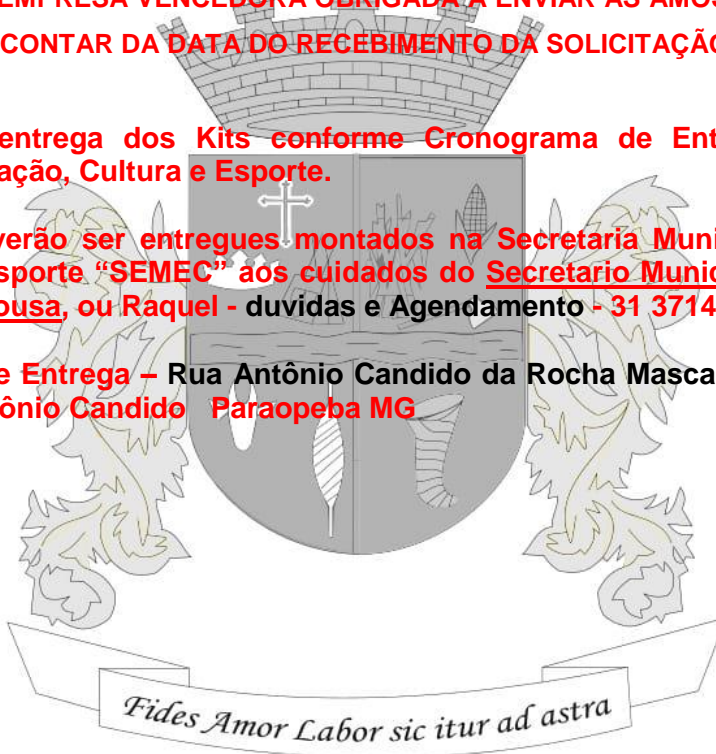 EMPRESA VENCEDORA OBRIGADA A ENVIAR AS AMOS
CONTAR DA DATA DO RECEBIMENTO DA SOLICITAÇÃO
entrega dos Kits conforme Cronograma de Ent
ação, Cultura e Esporte.
verão ser entregues montados na Secretaria Muni
sporte “SEMEC” aos cuidados do Secretario Munic
ousa, ou Raquel - duvidas e Agendamento - 31 3714
e Entrega – Rua Antônio Candido da Rocha Masca
ônio Candido Paraopeba MG
Fides Amor Labor sic itur ad astra